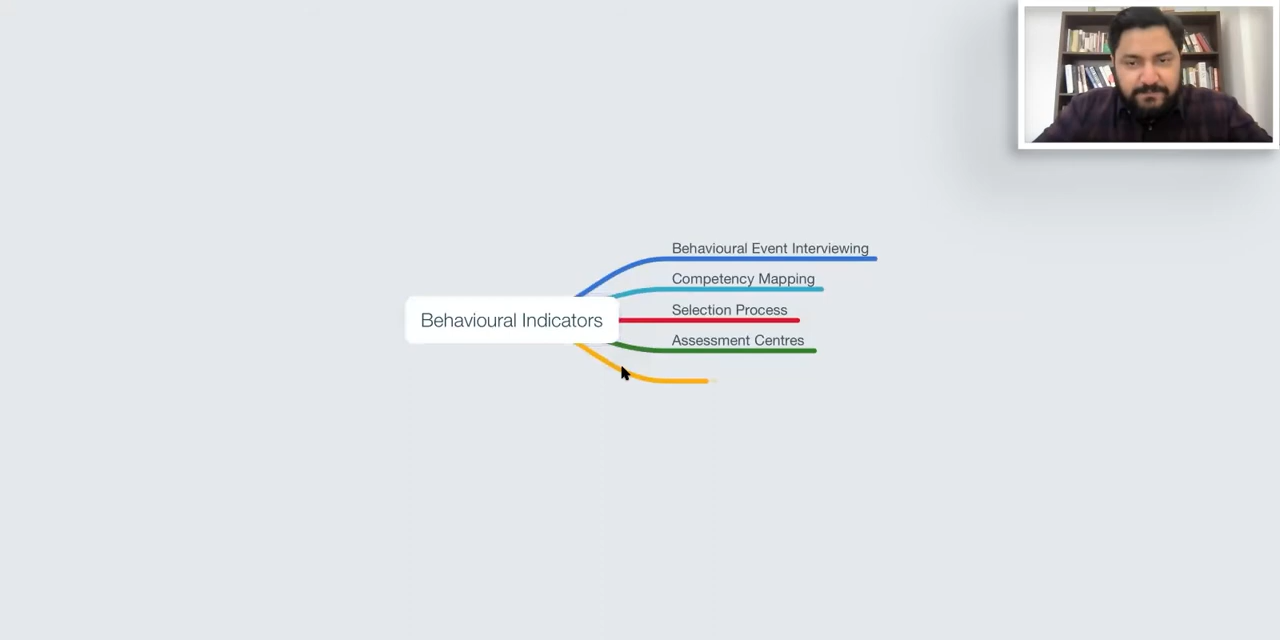 Behavioural Event Interviewing
Competency Mapping
Selection Process
Behavioural Indicators
Assessment Centres